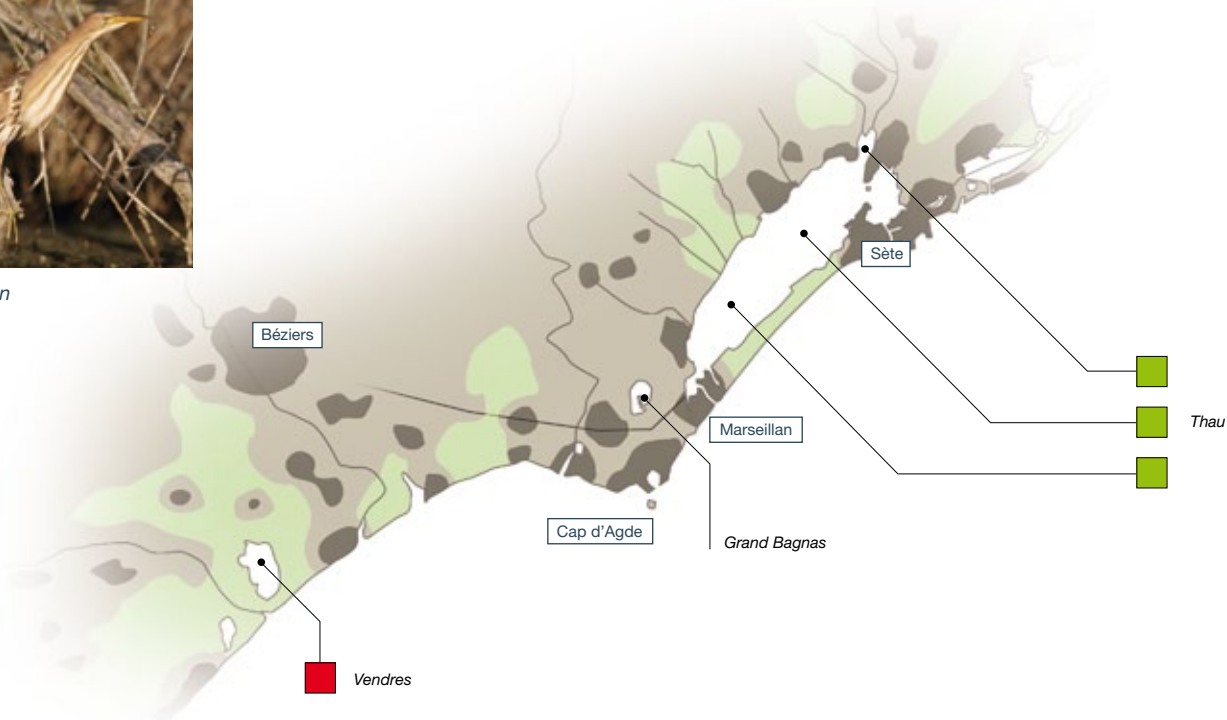 n
Béziers
Sète
Thau
Marseillan
Cap d’Agde
Grand Bagnas
Vendres